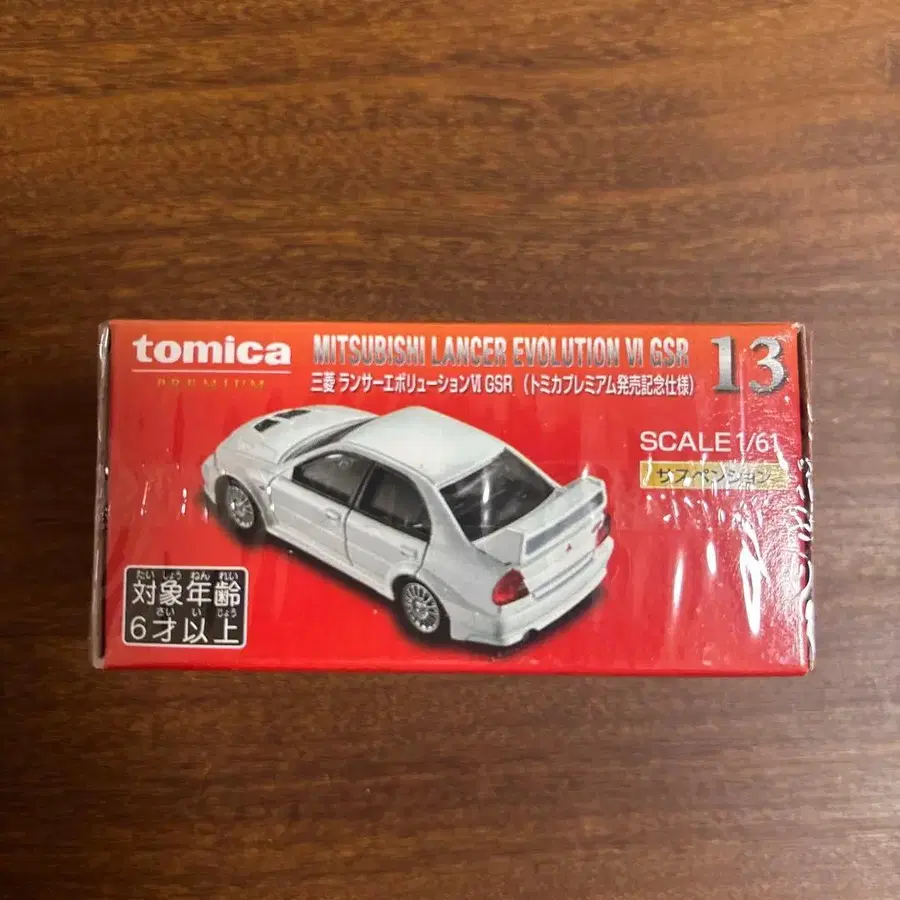 tomica
PREMIUM
MITSUBISHI LANCER EVOLUTION VI GSR
三菱 ランサーエボリューションⅥ GSR (トミカプレミアム発売記念仕様)
13
SCALE 1/61
サスペンション
たい しょう ねん れい
対象年齢
さい い じょう
6才以上